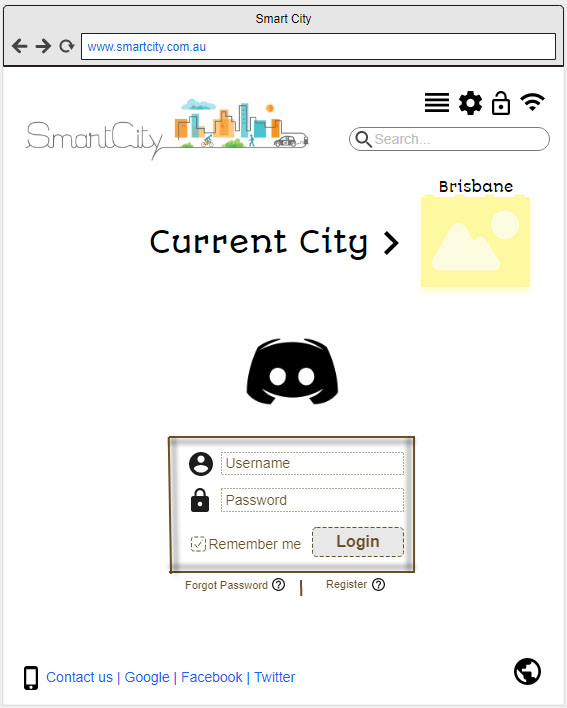 Smart City
www.smartcity.com.au
SmartCity
Search...
Brisbane
Current City
Username
Password
Remember me
Login
Forgot Password ? | Register ?
Contact us | Google | Facebook | Twitter